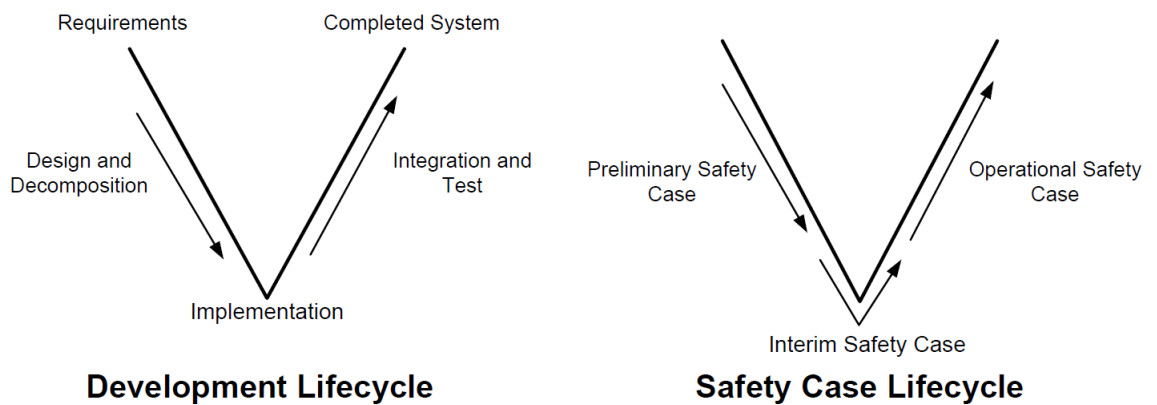 Requirements
Completed System
Design and
Decomposition
Integration and
Test
Implementation
Development Lifecycle
Preliminary Safety
Case
Operational Safety
Case
Interim Safety Case
Safety Case Lifecycle